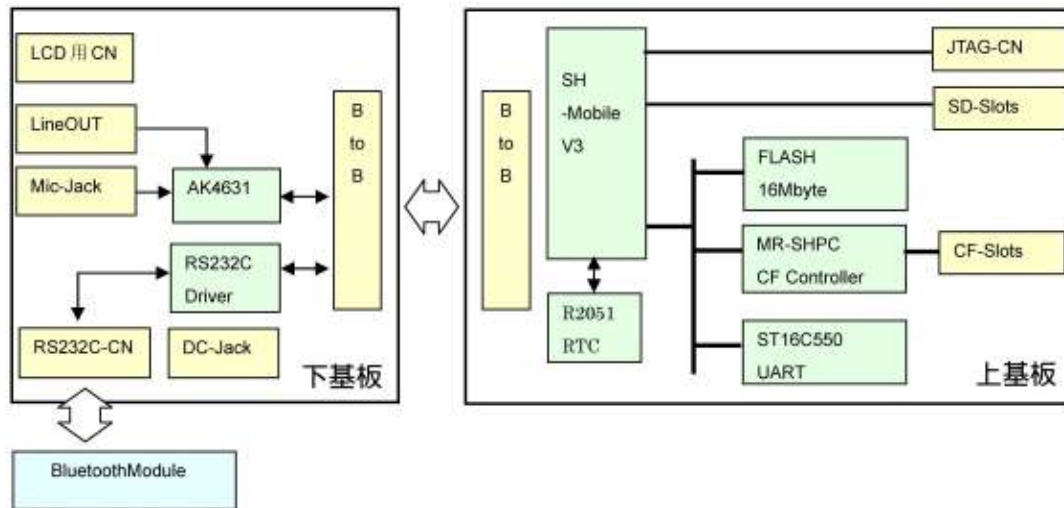 LCD 用 CN
LineOUT
Mic-Jack
AK4631
B
to
B
RS232C
Driver
RS232C-CN
DC-Jack
下基板
BluetoothModule
B
to
B
SH
-Mobile
V3
R2051
RTC
JTAG-CN
SD-Slots
FLASH
16Mbyte
MR-SHPC
CF Controller
CF-Slots
ST16C550
UART
上基板